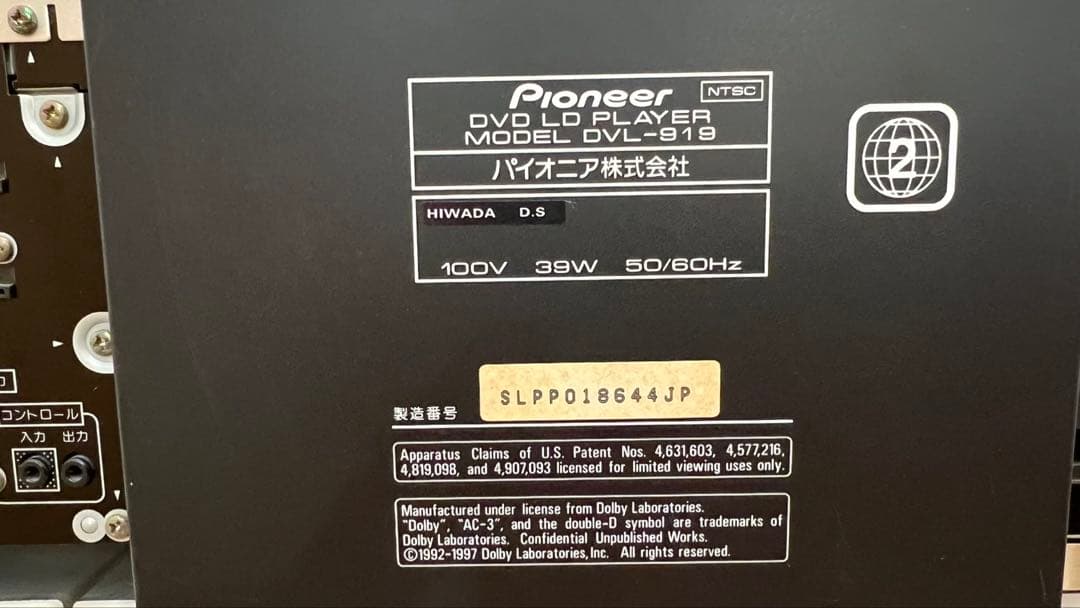 Pioneer NTSC
DVD LD PLAYER
MODEL DVL-919
パイオニア株式会社
2
HIWADA D.S
100V 39W 50/60Hz
SLPP018644JP
製造番号
Apparatus Claims of U.S. Patent Nos. 4,631,603, 4,577,216,
4,819,098, and 4,907,093 licensed for limited viewing uses only.
Manufactured under license from Dolby Laboratories.
"Dolby", "AC-3", and the double-D symbol are trademarks of
Dolby Laboratories. Confidential Unpublished Works.
©1992-1997 Dolby Laboratories, Inc. All rights reserved.
コントロール
入力 出力